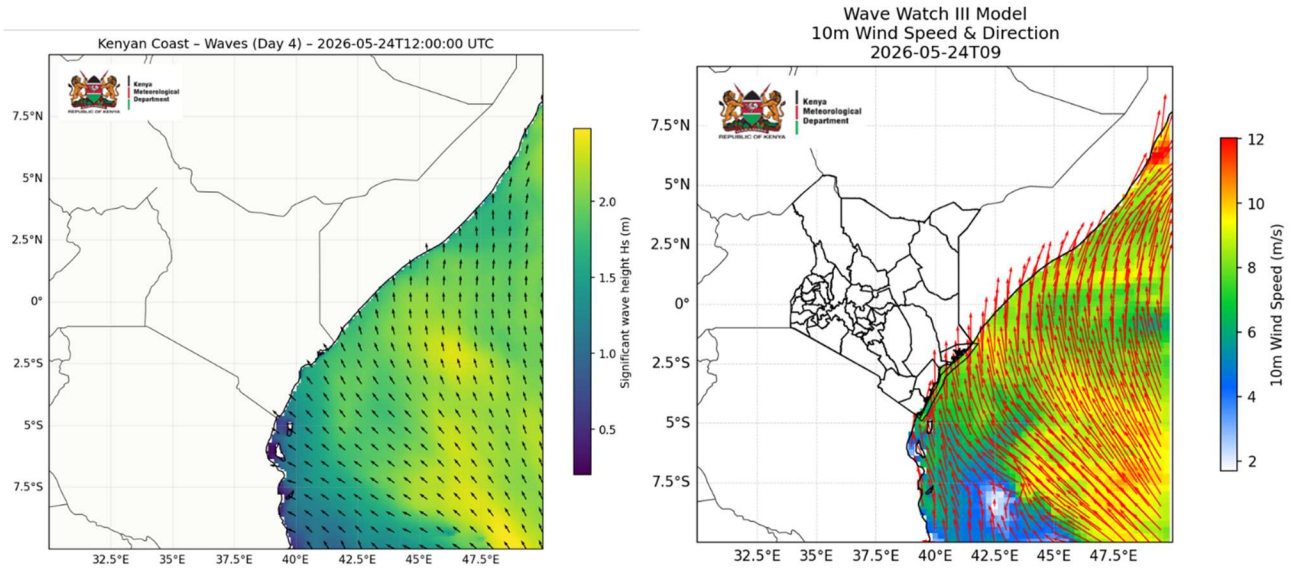 Kenyan Coast – Waves (Day 4) – 2026-05-24T12:00:00 UTC
Kenya
Meteorological
Department
REPUBLIC OF KENYA
7.5°N
5°N
2.5°N
0°
2.5°S
5°S
7.5°S
32.5°E
35°E
37.5°E
40°E
42.5°E
45°E
47.5°E
2.0
1.5
1.0
0.5
Significant wave height Hs (m)
Wave Watch III Model
10m Wind Speed & Direction
2026-05-24T09
Kenya
Meteorological
Department
REPUBLIC OF KENYA
7.5°N
5°N
2.5°N
0°
2.5°S
5°S
7.5°S
32.5°E
35°E
37.5°E
40°E
42.5°E
45°E
47.5°E
12
10
8
6
4
2
10m Wind Speed (m/s)